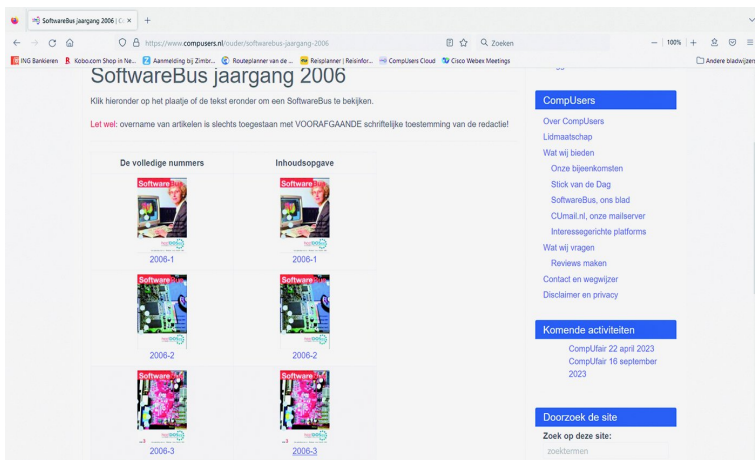 SoftwareBus jaargang 2006 | Co
https://www.compusers.nl/ouder/softwarebus-jaargang-2006
Zoeken
100%
ING Bankieren Kobo.com Shop in Ne... Aanmelding bij Zimbr... Routeplanner van de ... Reisplanner | Reisinfor... CompUsers Cloud Cisco Webex Meetings Andere bladwijzers
SoftwareBus jaargang 2006
Klik hieronder op het plaatje of de tekst eronder om een SoftwareBus te bekijken.
Let wel: overname van artikelen is slechts toegestaan met VOORAFGAANDE schriftelijke toestemming van de redactie!
De volledige nummers Inhoudsopgave
SoftwareBus SoftwareBus
2006-1 2006-1
SoftwareBus SoftwareBus
2006-2 2006-2
SoftwareBus SoftwareBus
2006-3 2006-3
CompUsers
Over CompUsers
Lidmaatschap
Wat wij bieden
Onze bijeenkomsten
Stick van de Dag
SoftwareBus, ons blad
CUmail.nl, onze mailserver
Interessegerichte platforms
Wat wij vragen
Reviews maken
Contact en wegwijzer
Disclaimer en privacy
Komende activiteiten
CompUfair 22 april 2023
CompUfair 16 september
2023
Doorzoek de site
Zoek op deze site:
zoektermen